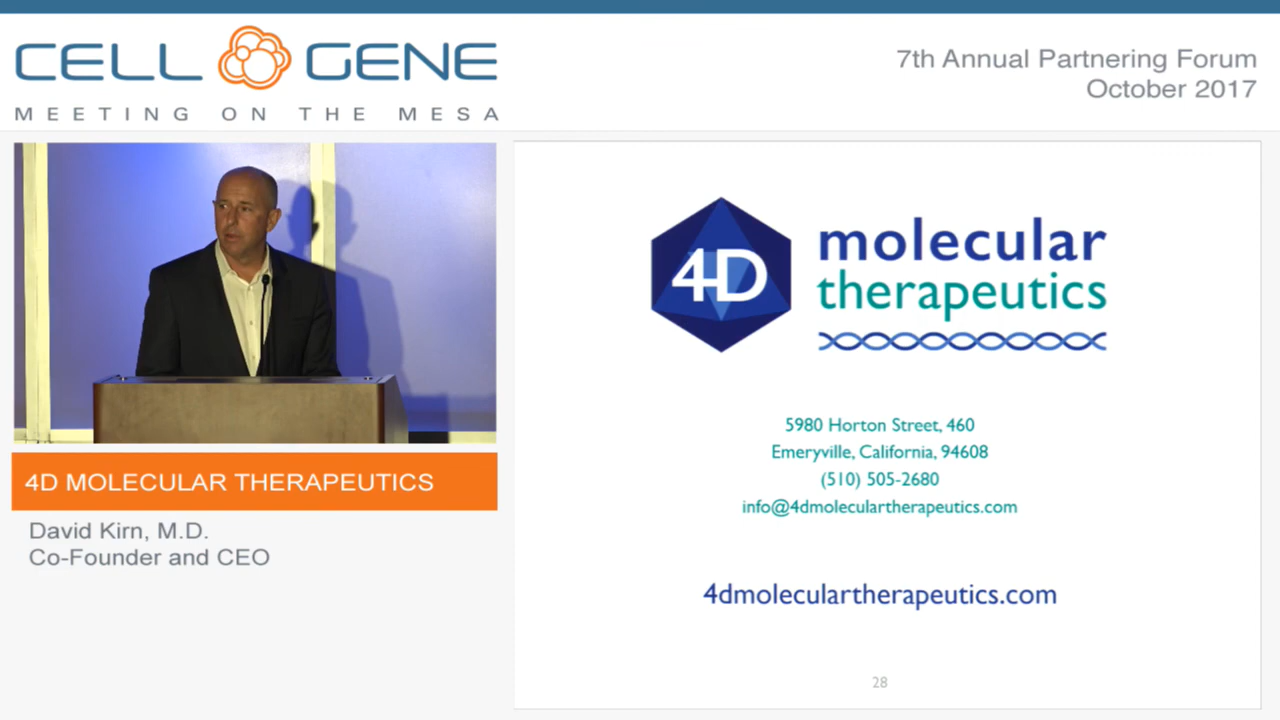 CELL GENE
MEETING ON THE MESA
7th Annual Partnering Forum
October 2017
4D MOLECULAR THERAPEUTICS
David Kirn, M.D.
Co-Founder and CEO
4D
molecular
therapeutics
5980 Horton Street, 460
Emeryville, California, 94608
(510) 505-2680
info@4dmoleculartherapeutics.com
4dmoleculartherapeutics.com
28